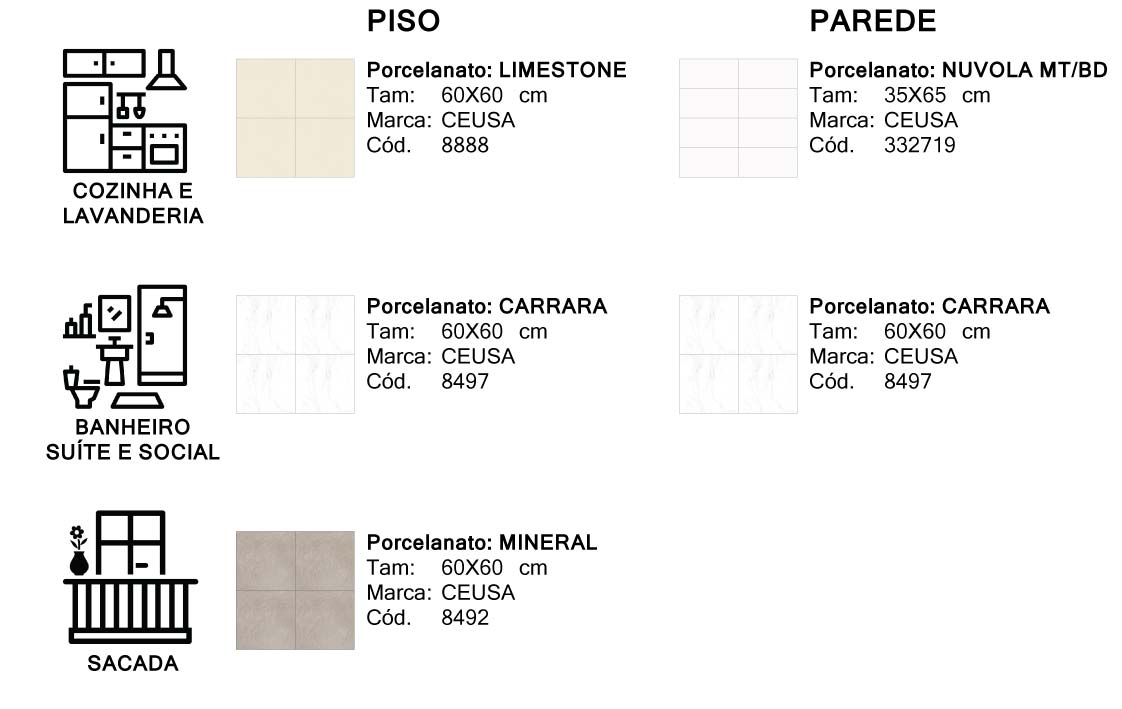 PISO
PAREDE
COZINHA E
LAVANDERIA
Porcelanato: LIMESTONE
Tam: 60X60 cm
Marca: CEUSA
Cód. 8888
Porcelanato: NUVOLA MT/BD
Tam: 35X65 cm
Marca: CEUSA
Cód. 332719
BANHEIRO
SUÍTE E SOCIAL
Porcelanato: CARRARA
Tam: 60X60 cm
Marca: CEUSA
Cód. 8497
Porcelanato: CARRARA
Tam: 60X60 cm
Marca: CEUSA
Cód. 8497
SACADA
Porcelanato: MINERAL
Tam: 60X60 cm
Marca: CEUSA
Cód. 8492